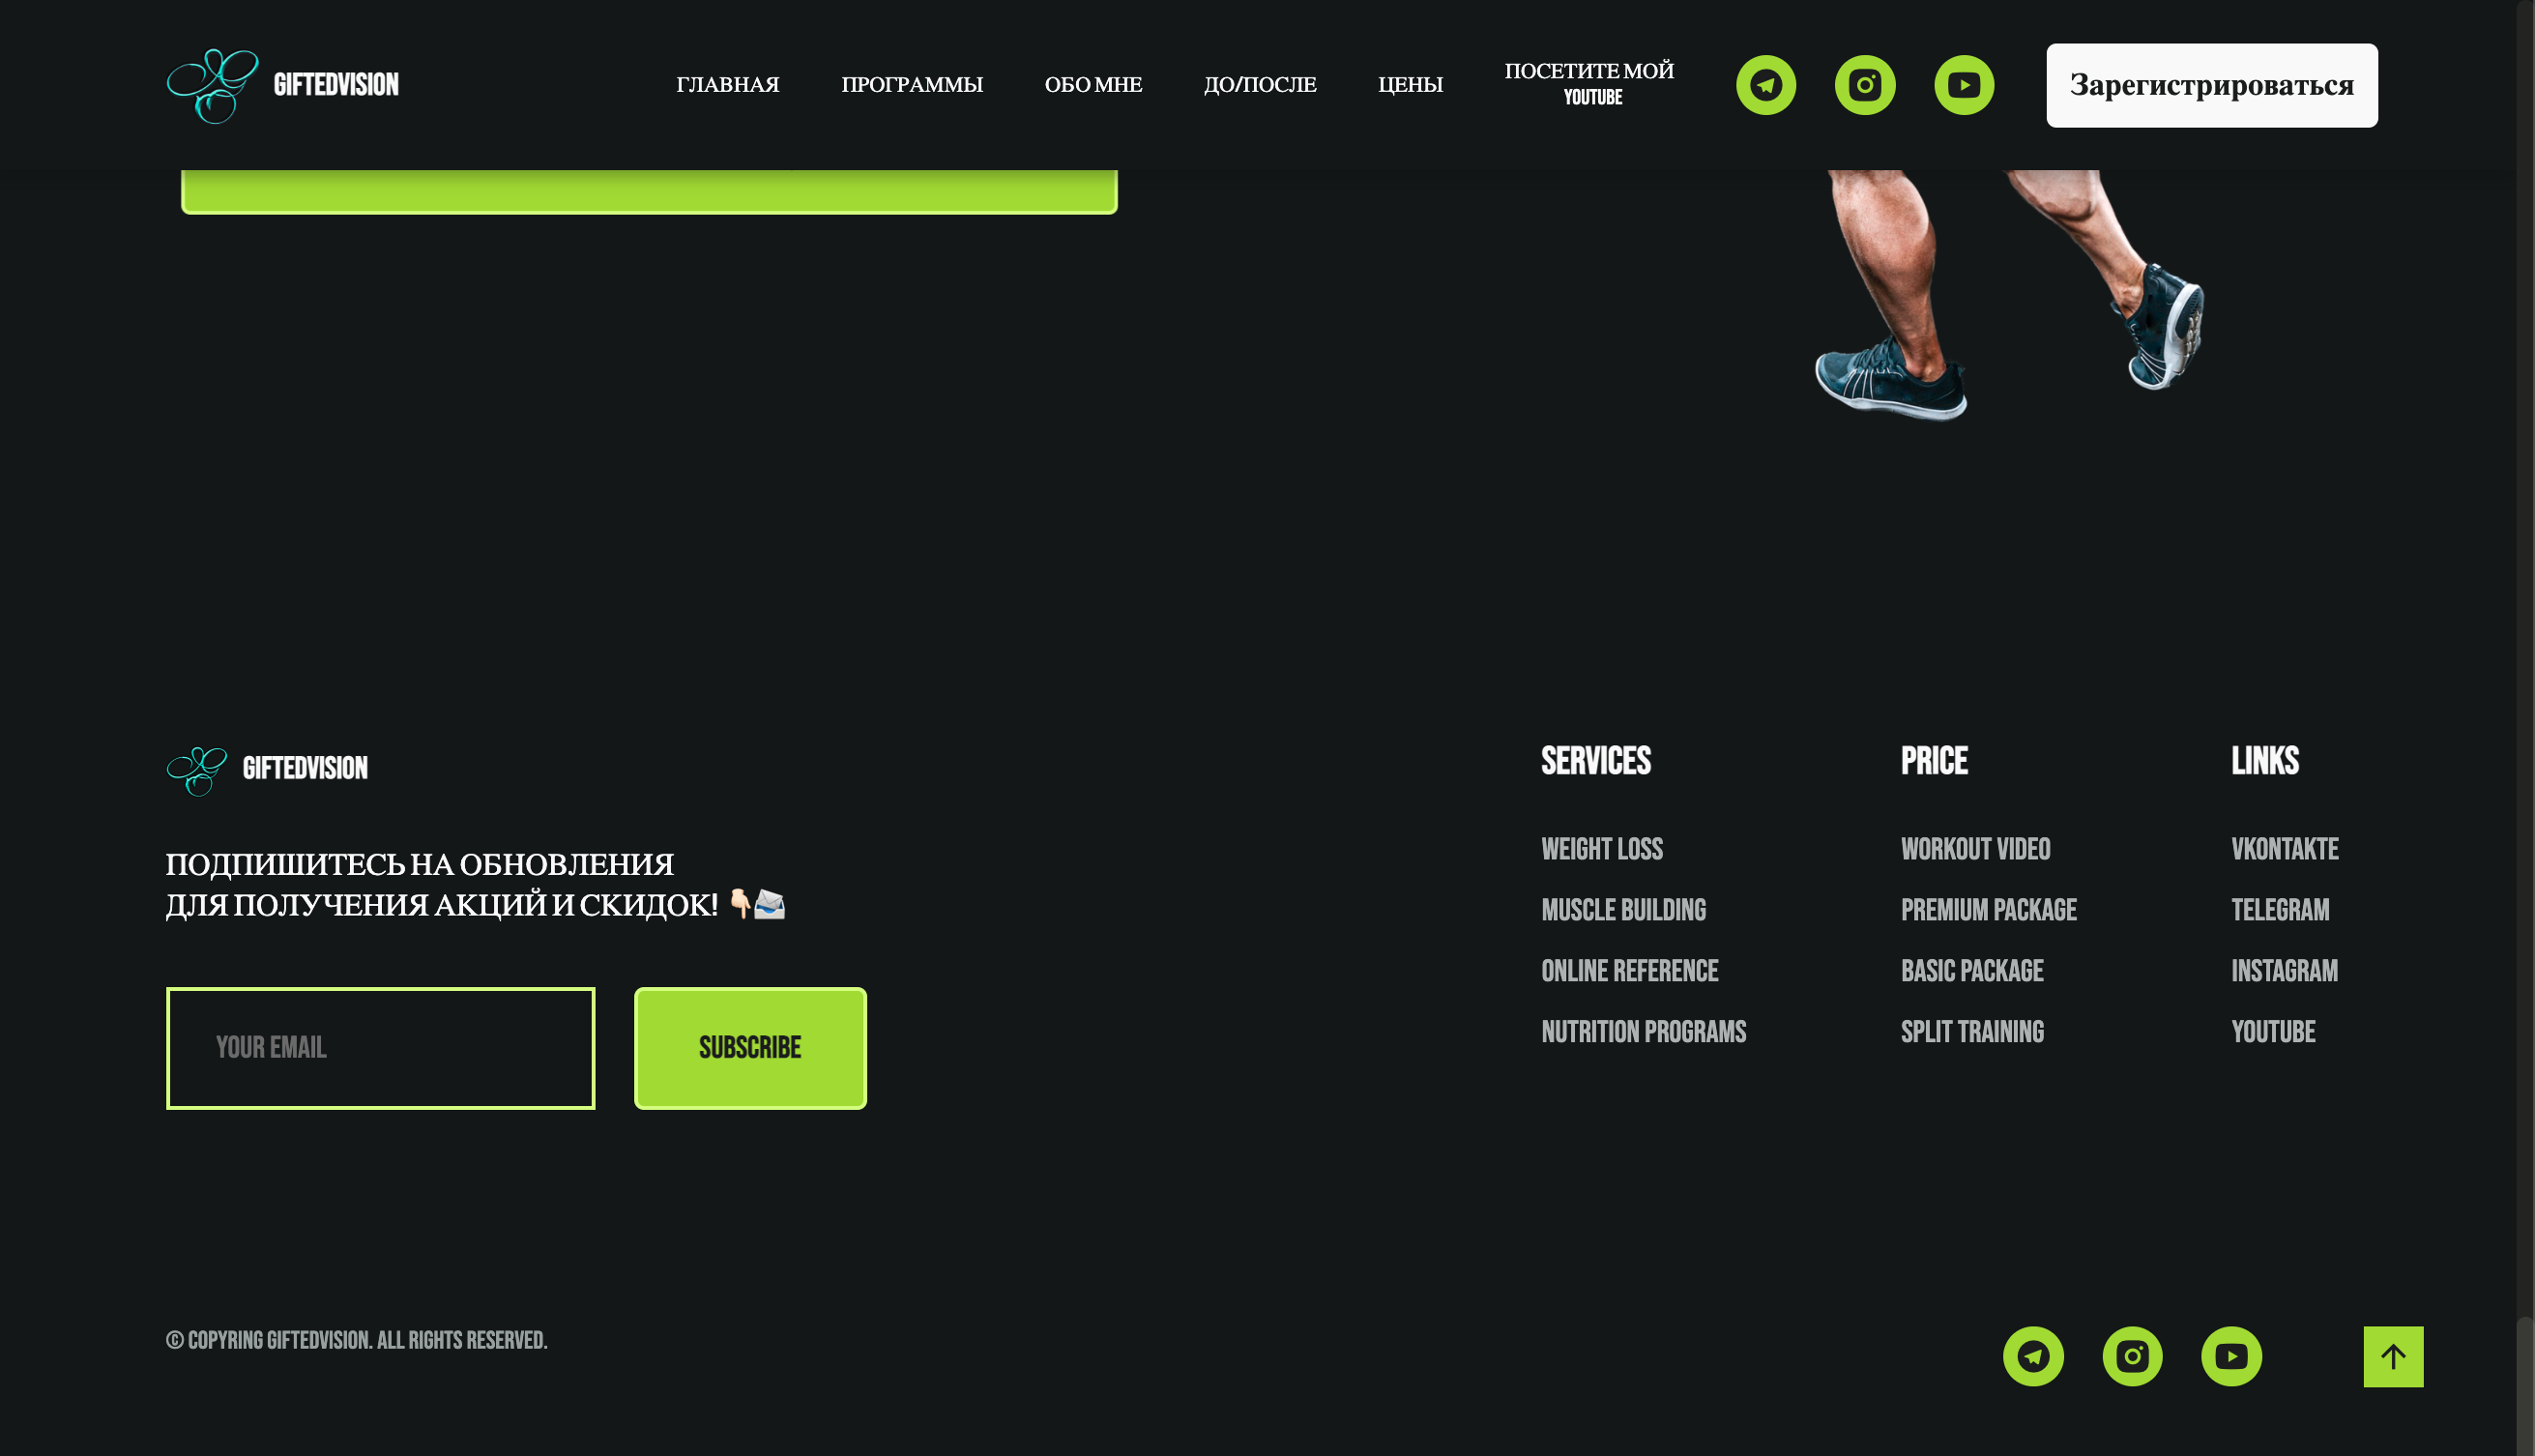 GIFTEDVISION
ГЛАВНАЯ
ПРОГРАММЫ
ОБО МНЕ
ДО/ПОСЛЕ
ЦЕНЫ
ПОСЕТИТЕ МОЙ
YOUTUBE
Зарегистрироваться
GIFTEDVISION
ПОДПИШИТЕСЬ НА ОБНОВЛЕНИЯ
ДЛЯ ПОЛУЧЕНИЯ АКЦИЙ И СКИДОК! 👇🏻📨
YOUR EMAIL
SUBSCRIBE
SERVICES
WEIGHT LOSS
MUSCLE BUILDING
ONLINE REFERENCE
NUTRITION PROGRAMS
PRICE
WORKOUT VIDEO
PREMIUM PACKAGE
BASIC PACKAGE
SPLIT TRAINING
LINKS
VKONTAKTE
TELEGRAM
INSTAGRAM
YOUTUBE
© COPYRING GIFTEDVISION. ALL RIGHTS RESERVED.